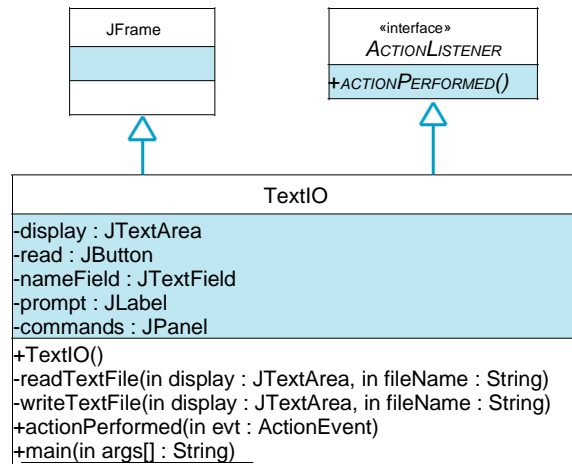 JFrame
«interface»
ACTIONLISTENER
+ACTIONPERFORMED()
TextIO
-display : JTextArea
-read : JButton
-nameField : JTextField
-prompt : JLabel
-commands : JPanel
+TextIO()
-readTextFile(in display : JTextArea, in fileName : String)
-writeTextFile(in display : JTextArea, in fileName : String)
+actionPerformed(in evt : ActionEvent)
+main(in args[] : String)